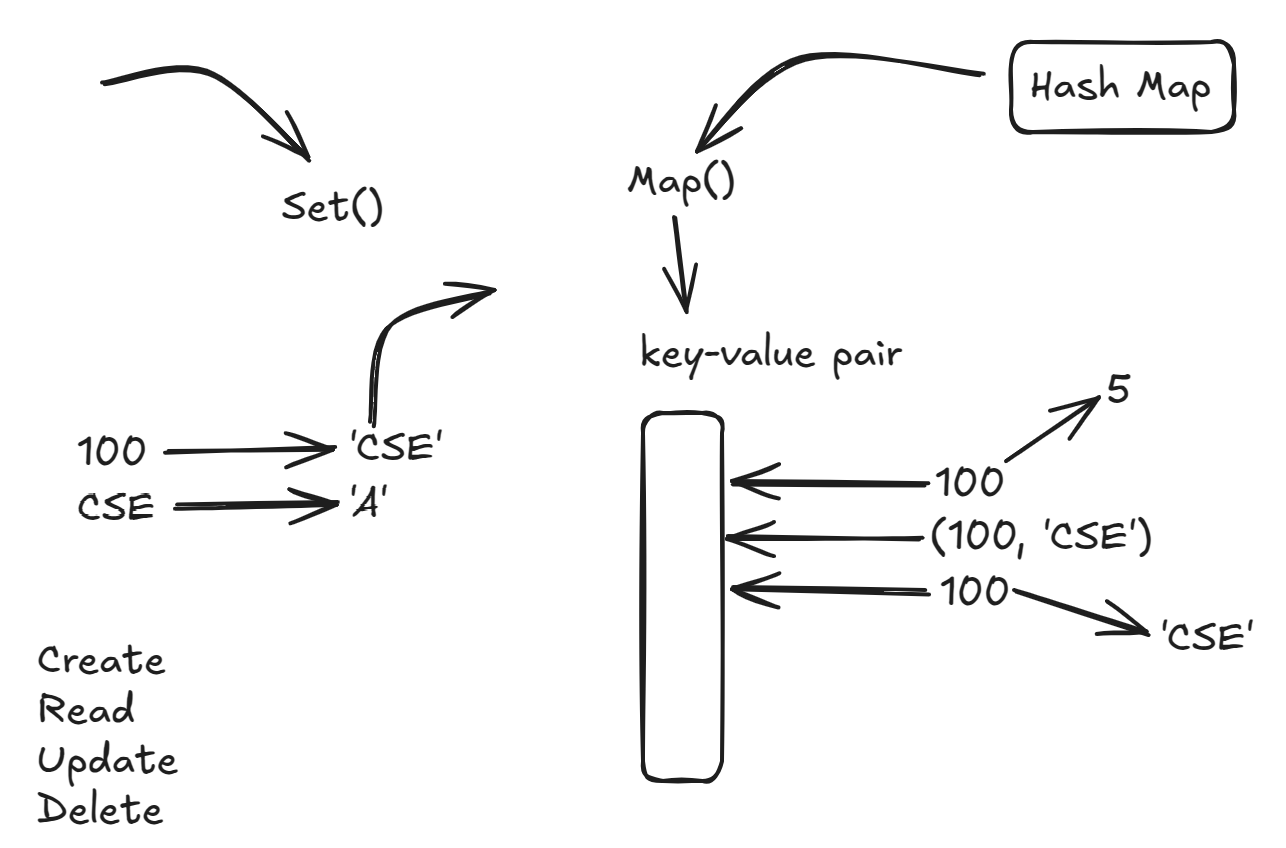 Hash Map
Set()
Map()
key-value pair
100 'CSE'
CSE 'A'
5
100
(100, 'CSE')
100
'CSE'
Create
Read
Update
Delete